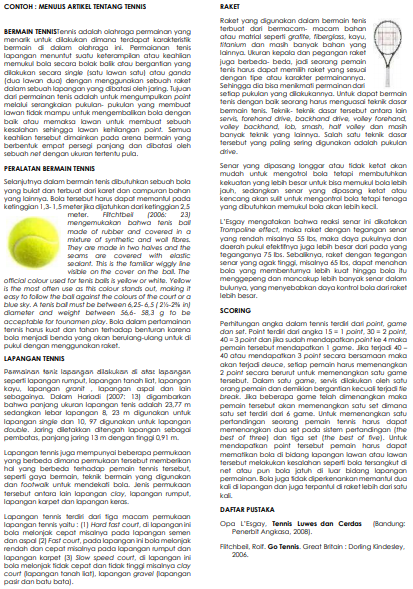 CONTOH : MENULIS ARTIKEL TENTANG TENNIS
BERMAIN TENNISTennis adalah olahraga permainan yang
menarik untuk dilakukan dimana terdapat karakteristik
bermain di dalam olahraga ini. Permainan tenis
lapangan menuntut suatu keterampilan atau keahlian
memukul bola secara bolak balik atau bergantian yang
dilakukan secara single (satu lawan satu) atau ganda
(dua lawan dua) dengan menggunakan sebuah raket
dalam sebuah lapangan yang dibatasi oleh jaring. Tujuan
dari permainan tenis adalah untuk mengumpulkan point
melalui serangkaian pukulan- pukulan yang membuat
lawan tidak mampu untuk mengembalikan bola dengan
baik atau memaksa lawan untuk membuat sebuah
kesalahan sehingga lawan kehilangan point. Semua
keahlian tersebut dimainkan pada arena bermain yang
berbentuk empat persegi panjang dan dibatasi oleh
sebuah net dengan ukuran tertentu pula.
PERALATAN BERMAIN TENNIS
Selanjutnya dalam bermain tenis dibutuhkan sebuah bola
yang bulat dan terbuat dari karet dan campuran bahan
yang lainnya. Bola tersebut harus dapat memantul pada
ketinggian 1,3- 1,5 meter jika dijatuhkan dari ketinggian 2,5
meter. Flitchbell (2006: 23)
mengemukakan bahwa tenis ball
made of rubber and covered in a
mixture of synthetic and woll fibres.
They are made in two halves and the
seams are covered with elastic
sealant. This is the familiar wiggly line
visible on the cover on the ball. The
official colour used for tenis balls is yellow or white. Yellow
is the most often use as this colour stands out, making it
easy to follow the ball against the colours of the court or a
blue sky. A tenis ball must be between 6,25- 6,5 ( 2½-2⅝ in)
diameter and weight between 56,6- 58,3 g to be
acceptable for tounamen play. Bola dalam pertamainan
tennis harus kuat dan tahan terhadap benturan karena
bola menjadi benda yang akan berulang-ulang untuk di
pukul dengan menggunakan raket.
LAPANGAN TENNIS
Permainan tenis lapangan dilakukan di atas lapangan
seperti lapangan rumput, lapangan tanah liat, lapangan
kayu, lapangan granit , lapangan aspal dan lain
sebagainya. Dalam Hariadi (2007: 13) digambarkan
bahwa panjang ukuran lapangan tenis adalah 23,77 m
sedangkan lebar lapangan 8, 23 m digunakan untuk
lapangan single dan 10, 97 digunakan untuk lapangan
double. Jaring diletakkan ditengah lapangan sebagai
pembatas, panjang jaring 13 m dengan tinggi 0,91 m.
Lapangan tennis juga mempunyai beberapa permukaan
yang berbeda dimana permukaan tersebut memberikan
hal yang berbeda terhadap pemain tennis tersebut,
seperti gaya bermain, teknik bermain yang digunakan
dan footwalk untuk mendekati bola. Jenis permukaan
tersebut antara lain lapangan clay, lapangan rumput,
lapangan karpet dan lapangan keras.
Lapangan tennis terdiri dari tiga macam permukaan
lapangan tennis yaitu : (1) Hard fast court, di lapangan ini
bola melonjak cepat misalnya pada lapangan semen
dan aspal (2) Fast court, pada lapangan ini bola melonjak
rendah dan cepat misalnya pada lapangan rumput dan
lapangan karpet (3) Slow speed court, di lapangan ini
bola melonjak tidak cepat dan tidak tinggi misalnya clay
court (lapangan tanah liat), lapangan gravel (lapangan
pasir dan batu bata).
RAKET
Raket yang digunakan dalam bermain tenis
terbuat dari bermacam- macam bahan
atau matrial seperti grafite, fiberglass, kayu,
titanium dan masih banyak bahan yang
lainnya. Ukuran kepala dan pegangan raket
juga berbeda- beda, jadi seorang pemain
tenis harus dapat memilih raket yang sesuai
dengan tipe atau karakter permainannya.
Sehingga dia bisa menikmati permainan dari
setiap pukulan yang dilakukannya. Untuk dapat bermain
tenis dengan baik seorang harus menguasai teknik dasar
bermain tenis. Teknik- teknik dasar tersebut antara lain
servis, forehand drive, backhand drive, volley forehand,
volley backhand, lob, smash, half volley dan masih
banyak teknik yang lainnya. Salah satu teknik dasar
tersebut yang paling sering digunakan adalah pukulan
drive.
Senar yang dipasang longgar atau tidak ketat akan
mudah untuk mengotrol bola tetapi membutuhkan
kekuatan yang lebih besar untuk bisa memukul bola lebih
jauh, sedangkan senar yang dipasang ketat atau
kencang akan sulit untuk mengontrol bola tetapi tenaga
yang dibutuhkan memukul bola akan lebih kecil.
L'Esgay mengatakan bahwa reaksi senar ini dikatakan
Trampoline effect, maka raket dengan tegangan senar
yang rendah misalnya 55 lbs, maka daya pukulnya dan
daerah pukul efektifnya juga lebih besar dari pada yang
tegangannya 75 lbs. Sebaliknya, raket dengan tegangan
senar yang agak tinggi, misalnya 65 lbs, dapat menahan
bola yang membenturnya lebih kuat hingga bola itu
menggepeng dan mencakup lebih banyak senar dalam
bulunya, yang menyebabkan daya kontrol bola dari raket
lebih besar.
SCORING
Perhitungan angka dalam tennis terdiri dari point, game
dan set. Point terdiri dari angka 15 = 1 point, 30 = 2 point,
40 = 3 point dan jika sudah mendapatkan point ke 4 maka
pemain tersebut mendapatkan 1 game. Jika terjadi 40 –
40 atau mendapatkan 3 point secara bersamaan maka
akan terjadi deuce, setiap pemain harus memenangkan
2 point secara berurut untuk memenangkan satu game
tersebut. Dalam satu game, servis dilakukan oleh satu
orang pemain dan demikian bergantian kecuali terjadi tie
break. Jika beberapa game telah dimenangkan maka
pemain tersebut akan memenangkan satu set dimana
satu set terdiri dari 6 game. Untuk memenangkan satu
pertandingan seorang pemain tennis harus dapat
memenangkan dua set pada sistem pertandingan (the
best of three) dan tiga set (the best of five). Untuk
mendapatkan point tersebut pemain harus dapat
mematikan bola di bidang lapangan lawan atau lawan
tersebut melakukan kesalahan seperti bola tersangkut di
net atau pun bola jatuh di luar bidang lapangan
permainan. Bola juga tidak diperkenankan memantul dua
kali di lapangan dan juga terpantul di raket lebih dari satu
kali.
DAFTAR PUSTAKA
Opa L'Esgay, Tennis Luwes dan Cerdas (Bandung:
Penerbit Angkasa, 2008).
Flitchbell, Rolf. Go Tennis. Great Britain : Dorling Kindesley,
2006.